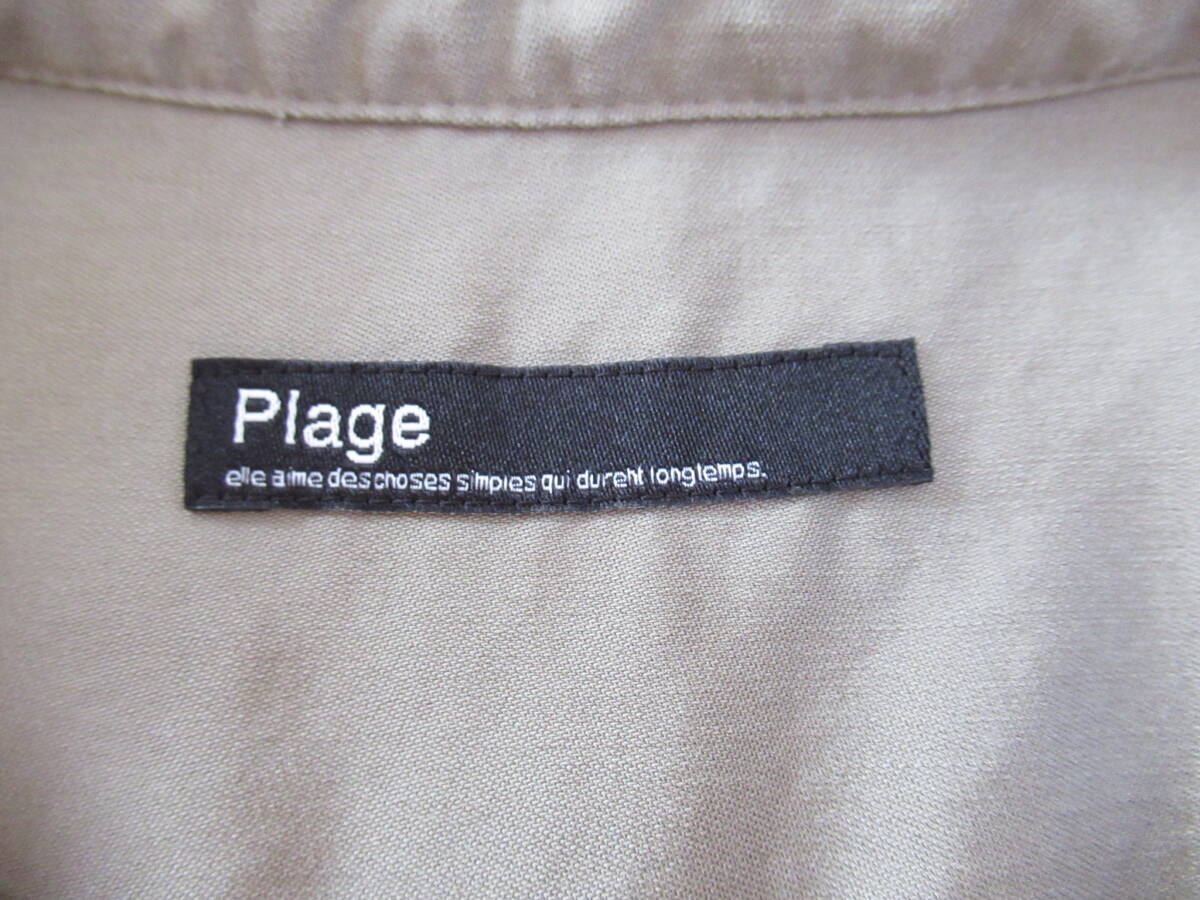 Plage
elle aime des choses simples qui durent longtemps.